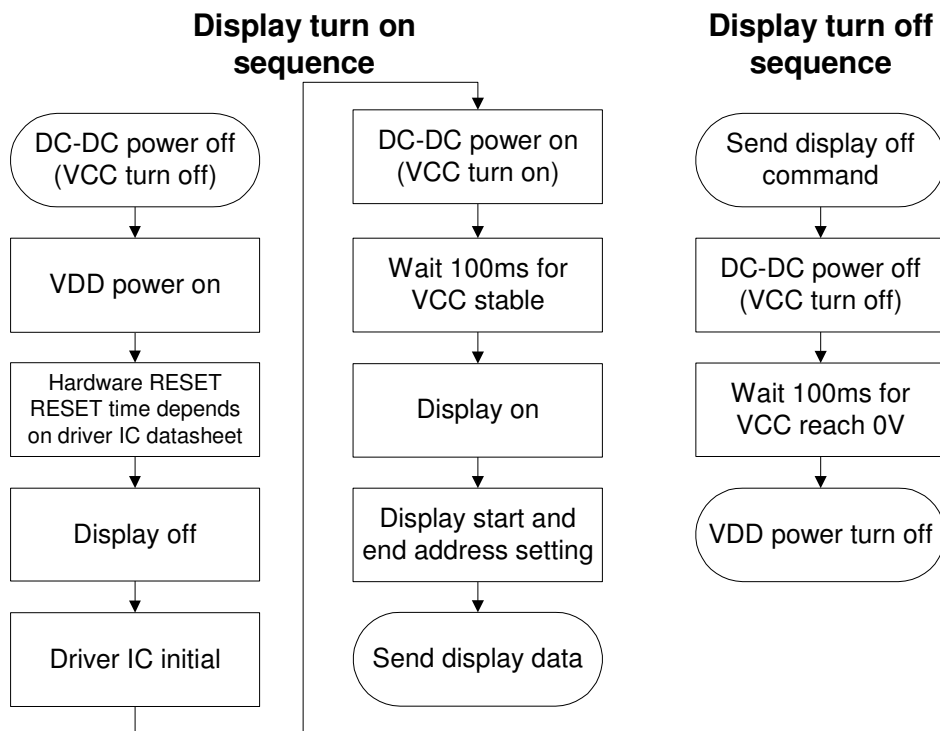 Display turn on
sequence
DC-DC power off
(VCC turn off)
VDD power on
Hardware RESET
RESET time depends
on driver IC datasheet
Display off
Driver IC initial
DC-DC power on
(VCC turn on)
Wait 100ms for
VCC stable
Display on
Display start and
end address setting
Send display data
Display turn off
sequence
Send display off
command
DC-DC power off
(VCC turn off)
Wait 100ms for
VCC reach 0V
VDD power turn off